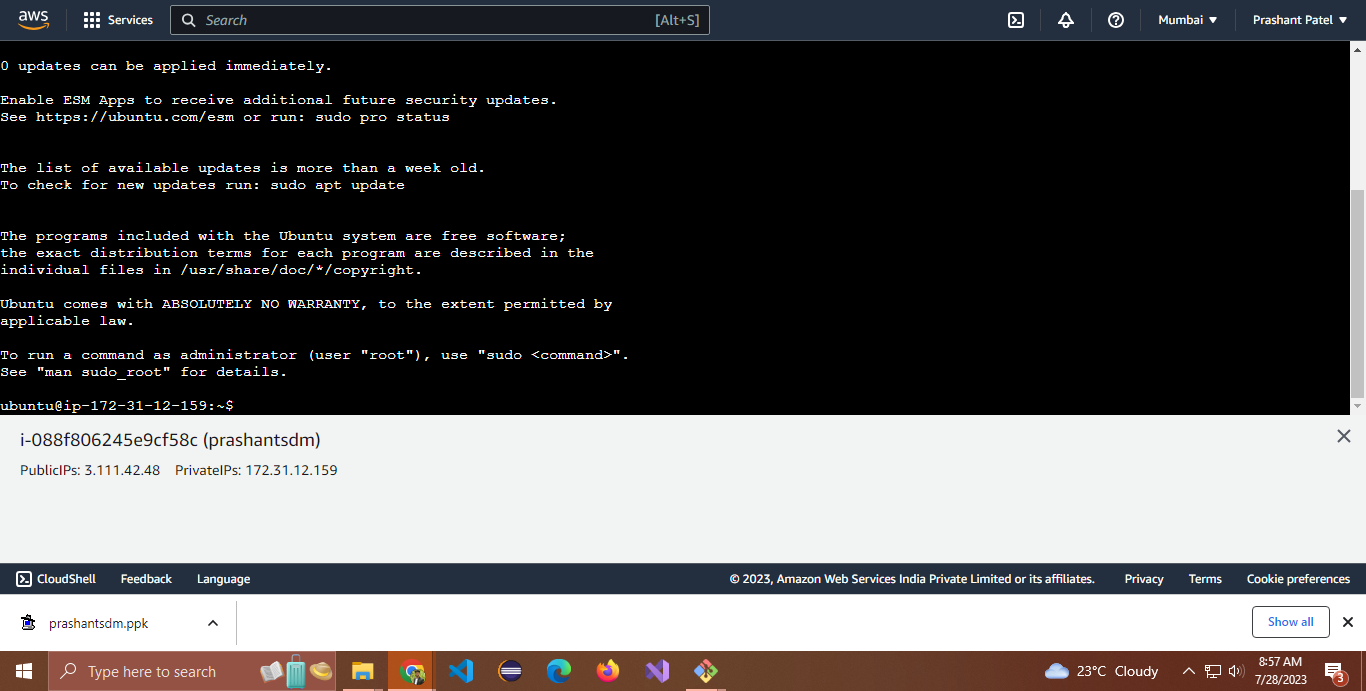 aws
Services
Search
[Alt+S]
Mumbai ▼
Prashant Patel ▼
0 updates can be applied immediately.
Enable ESM Apps to receive additional future security updates.
See https://ubuntu.com/esm or run: sudo pro status
The list of available updates is more than a week old.
To check for new updates run: sudo apt update
The programs included with the Ubuntu system are free software;
the exact distribution terms for each program are described in the
individual files in /usr/share/doc/*/copyright.
Ubuntu comes with ABSOLUTELY NO WARRANTY, to the extent permitted by
applicable law.
To run a command as administrator (user "root"), use "sudo <command>".
See "man sudo_root" for details.
ubuntu@ip-172-31-12-159:~$
i-088f806245e9cf58c (prashantsdm)
PublicIPs: 3.111.42.48 PrivateIPs: 172.31.12.159
CloudShell Feedback Language © 2023, Amazon Web Services India Private Limited or its affiliates. Privacy Terms Cookie preferences
prashantsdm.ppk
Show all
Type here to search
23°C Cloudy
8:57 AM
7/28/2023
3